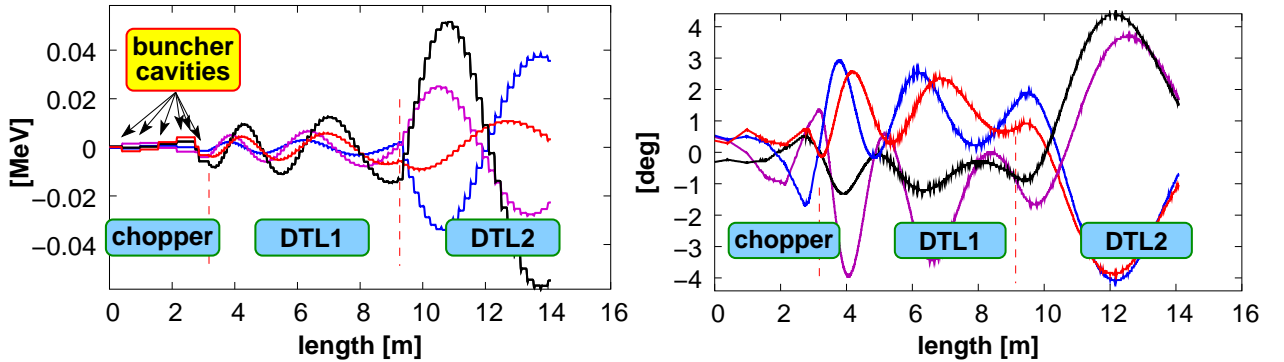 buncher
cavities
0.04
0.02
0
−0.02
−0.04
[MeV]
chopper
DTL1
DTL2
0 2 4 6 8 10 12 14 16
length [m]
4
3
2
1
0
−1
−2
−3
−4
[deg]
chopper
DTL1
DTL2
0 2 4 6 8 10 12 14 16
length [m]